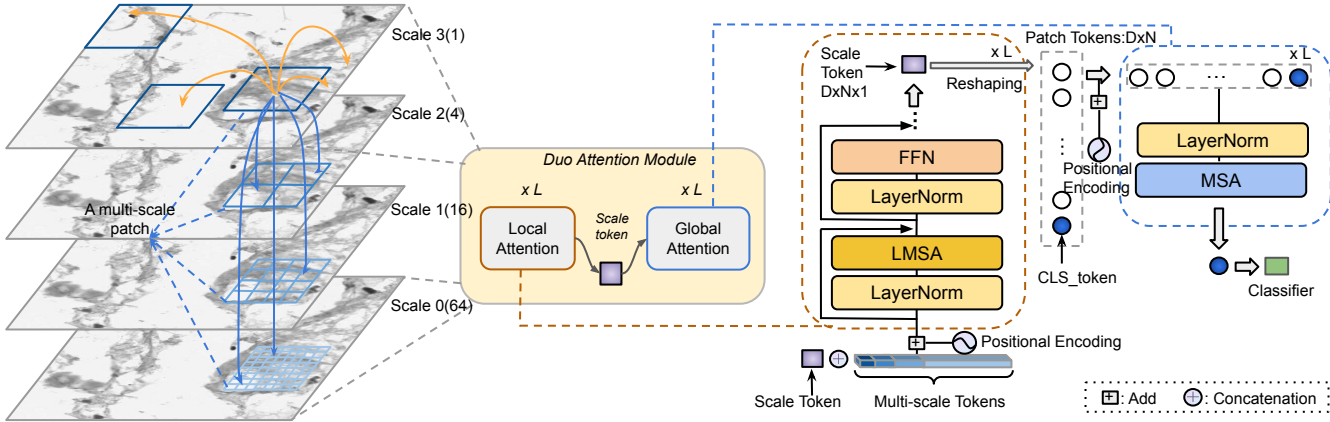 Scale 3(1)
Scale 2(4)
Scale 1(16)
Scale 0(64)
A multi-scale
patch
Duo Attention Module
x L
x L
Local
Attention
Scale
token
Global
Attention
Scale
Token
DxNx1
x L
Reshaping
FFN
LayerNorm
LMSA
LayerNorm
Positional Encoding
Scale Token
Multi-scale Tokens
Patch Tokens:DxN
x L
...
Positional
Encoding
CLS_token
LayerNorm
MSA
Classifier
: Add
: Concatenation